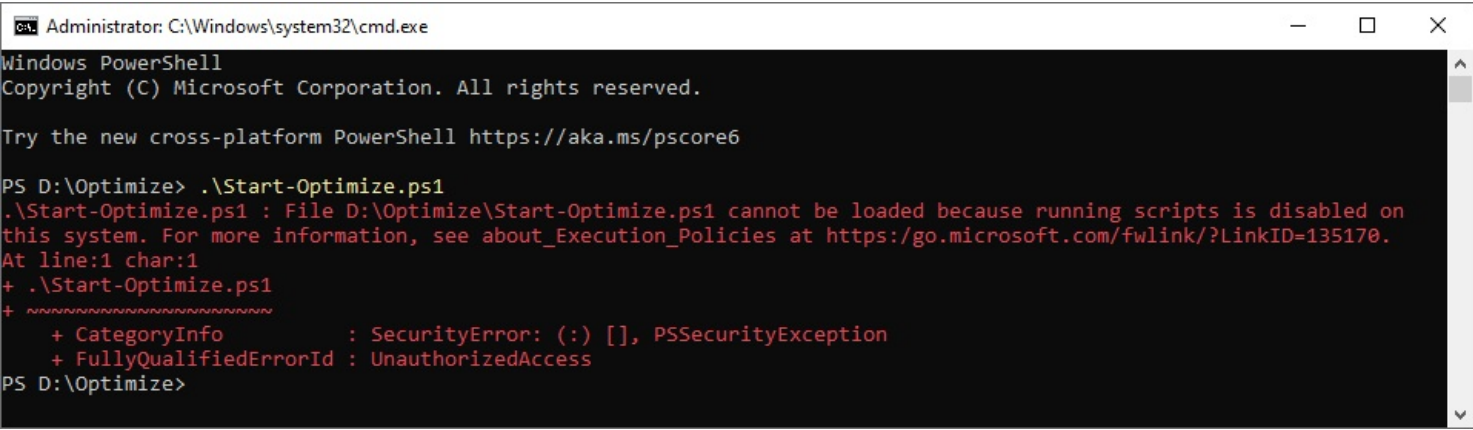 Administrator: C:\Windows\system32\cmd.exe
Windows PowerShell
Copyright (C) Microsoft Corporation. All rights reserved.
Try the new cross-platform PowerShell https://aka.ms/pscore6
PS D:\Optimize> .\Start-Optimize.ps1
.\Start-Optimize.ps1 : File D:\Optimize\Start-Optimize.ps1 cannot be loaded because running scripts is disabled on
this system. For more information, see about_Execution_Policies at https:/go.microsoft.com/fwlink/?LinkID=135170.
At line:1 char:1
+ .\Start-Optimize.ps1
+ ~~~~~~~~~~~~~~~~~~~~
    + CategoryInfo          : SecurityError: (:) [], PSSecurityException
    + FullyQualifiedErrorId : UnauthorizedAccess
PS D:\Optimize>